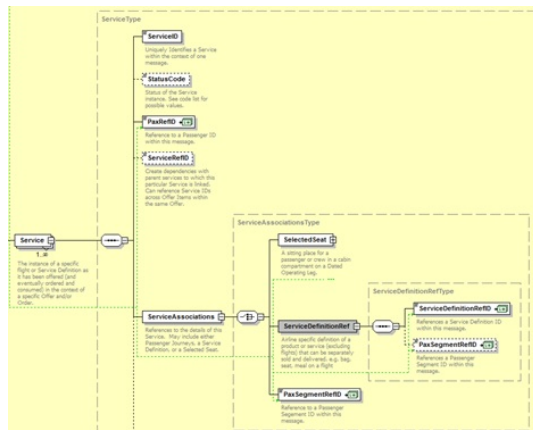 ServiceType
ServiceID
Uniquely Identifies a Service
within the context of one
message.
StatusCode
Status of the Service
instance. See code list for
possible values.
PaxRefID
Reference to a Passenger ID
within this message.
ServiceRefID
Create dependencies with
parent services to which this
particular Service is linked.
Can reference Service IDs
across Offer Items within
the same Offer.
Service
1..∞
The instance of a specific
flight or Service Definition as
it has been offered (and
eventually ordered and
consumed) in the context of
a specific Offer and/or
Order.
ServiceAssociations
References to the details of the
Service. May include either
Passenger Journeys, a Service
Definition, or a Selected Seat.
ServiceAssociationsType
SelectedSeat
A sitting place for a
passenger or crew in a cabin
compartment on a Dated
Operating Leg.
ServiceDefinitionRef
Airline specific definition of a
product or service (excluding
flights) that can be separately
sold and delivered. e.g. Bag,
seat, meal on a flight
ServiceDefinitionRefType
ServiceDefinitionRefID
References a Service Definition ID
within this message.
PaxSegmentRefID
References a Passenger
Segment ID within this
message.
PaxSegmentRefID
Reference to a Passenger
Segement ID within this
message.